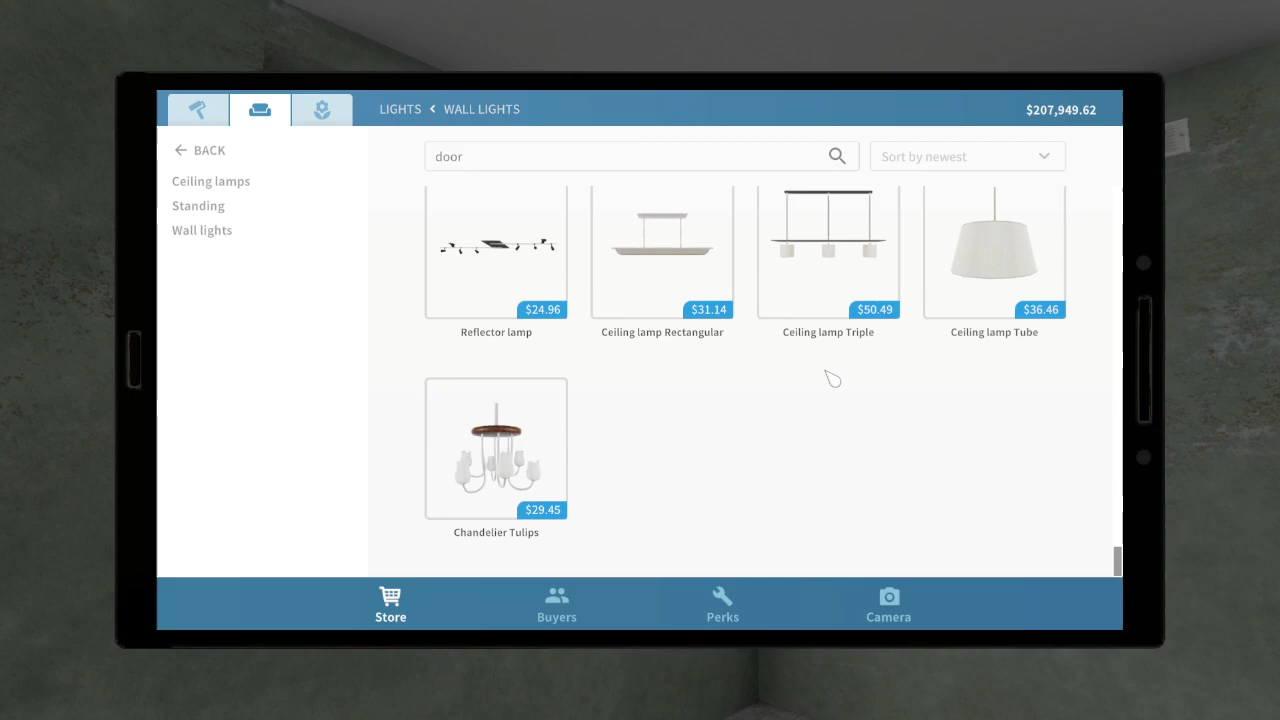 LIGHTS < WALL LIGHTS
$207,949.62
BACK
door
Sort by newest
Ceiling lamps
Standing
Wall lights
$24.96
$31.14
$50.49
$36.46
Reflector lamp
Ceiling lamp Rectangular
Ceiling lamp Triple
Ceiling lamp Tube
$29.45
Chandelier Tulips
Store
Buyers
Perks
Camera